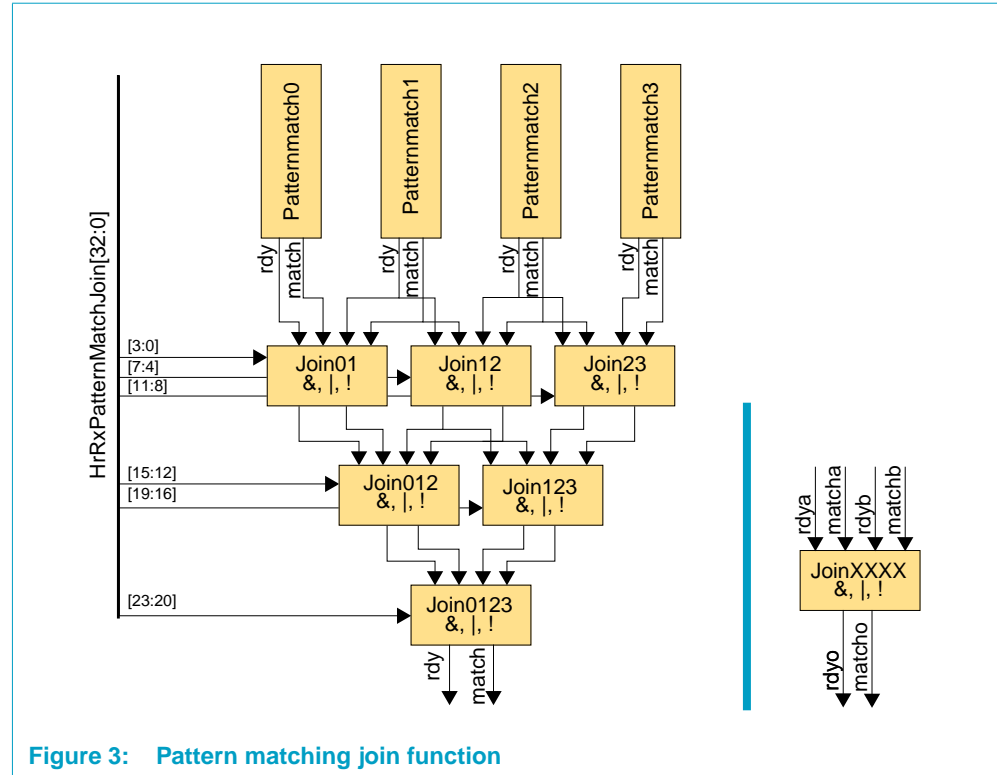 Patternmatch0
Patternmatch1
Patternmatch2
Patternmatch3
HrRxPatternMatchJoin[32:0]
rdy
match
rdy
match
rdy
match
rdy
match
[3:0]
[7:4]
[11:8]
Join01
&, |, !
Join12
&, |, !
Join23
&, |, !
[15:12]
[19:16]
Join012
&, |, !
Join123
&, |, !
[23:20]
Join0123
&, |, !
rdy
match
rdya
matcha
rdyb
matchb
JoinXXXX
&, |, !
rdyo
matcho
Figure 3: Pattern matching join function